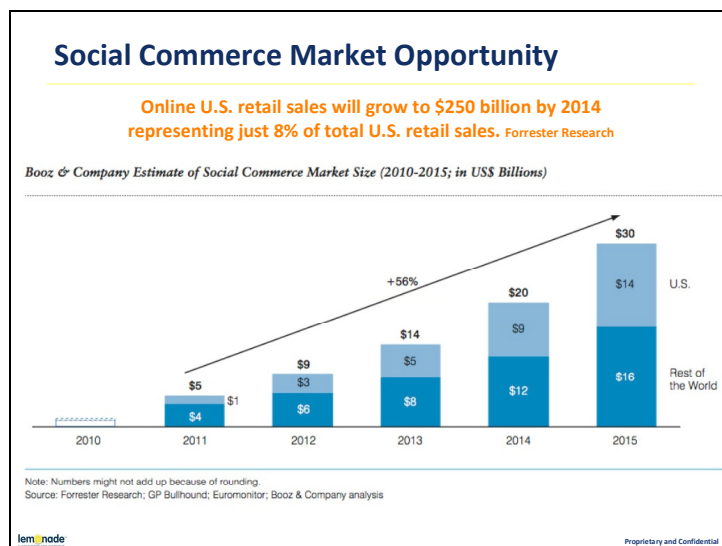 Social Commerce Market Opportunity
Online U.S. retail sales will grow to $250 billion by 2014
representing just 8% of total U.S. retail sales. Forrester Research
Booz & Company Estimate of Social Commerce Market Size (2010-2015; in US$ Billions)
$30
+56%
$14
U.S.
$20
$9
$14
$5
$9
$3
$5
$1
$16
Rest of
the World
$12
$8
$6
$4
2010
2011
2012
2013
2014
2015
Note: Numbers might not add up because of rounding.
Source: Forrester Research; GP Bullhound; Euromonitor; Booz & Company analysis
lemonade
Proprietary and Confidential